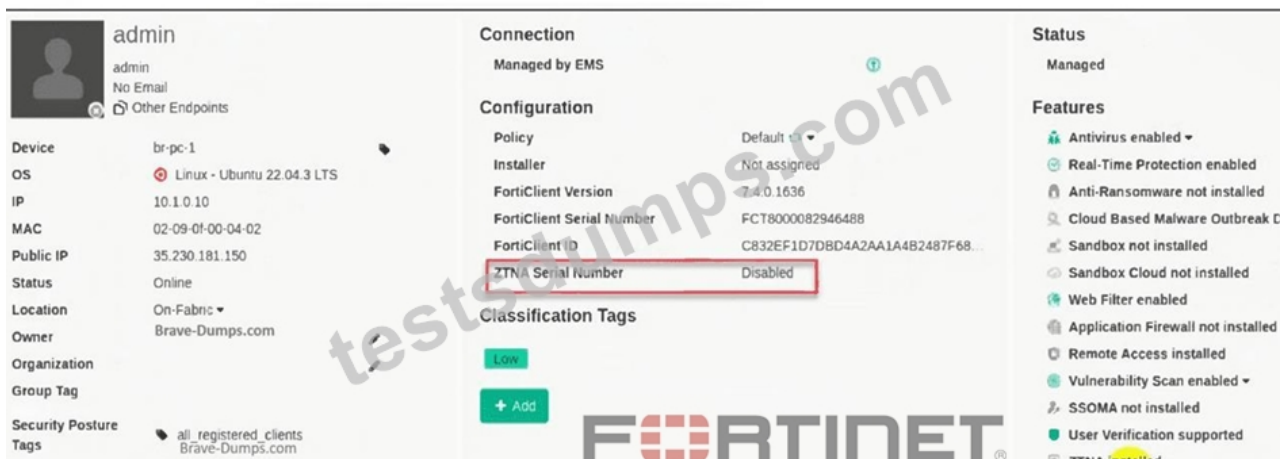 admin
admin
No Email
Other Endpoints
Device br-pc-1
OS Linux - Ubuntu 22.04.3 LTS
IP 10.1.0.10
MAC 02-09-0f-00-04-02
Public IP 35.230.181.150
Status Online
Location On-Fabric
Owner Brave-Dumps.com
Organization
Group Tag
Security Posture Tags all_registered_clients
Brave-Dumps.com
Connection
Managed by EMS
Configuration
Policy Default
Installer Not assigned
FortiClient Version 7.4.0.1636
FortiClient Serial Number FCT8000082946488
FortiClient ID C832EF1D7DBD4A2AA1A4B2487F68...
ZTNA Serial Number Disabled
Classification Tags
Low
+ Add
Status
Managed
Features
Antivirus enabled
Real-Time Protection enabled
Anti-Ransomware not installed
Cloud Based Malware Outbreak D
Sandbox not installed
Sandbox Cloud not installed
Web Filter enabled
Application Firewall not installed
Remote Access installed
Vulnerability Scan enabled
SSOMA not installed
User Verification supported
ZTNA installed
testsdumps.com
FORTINET